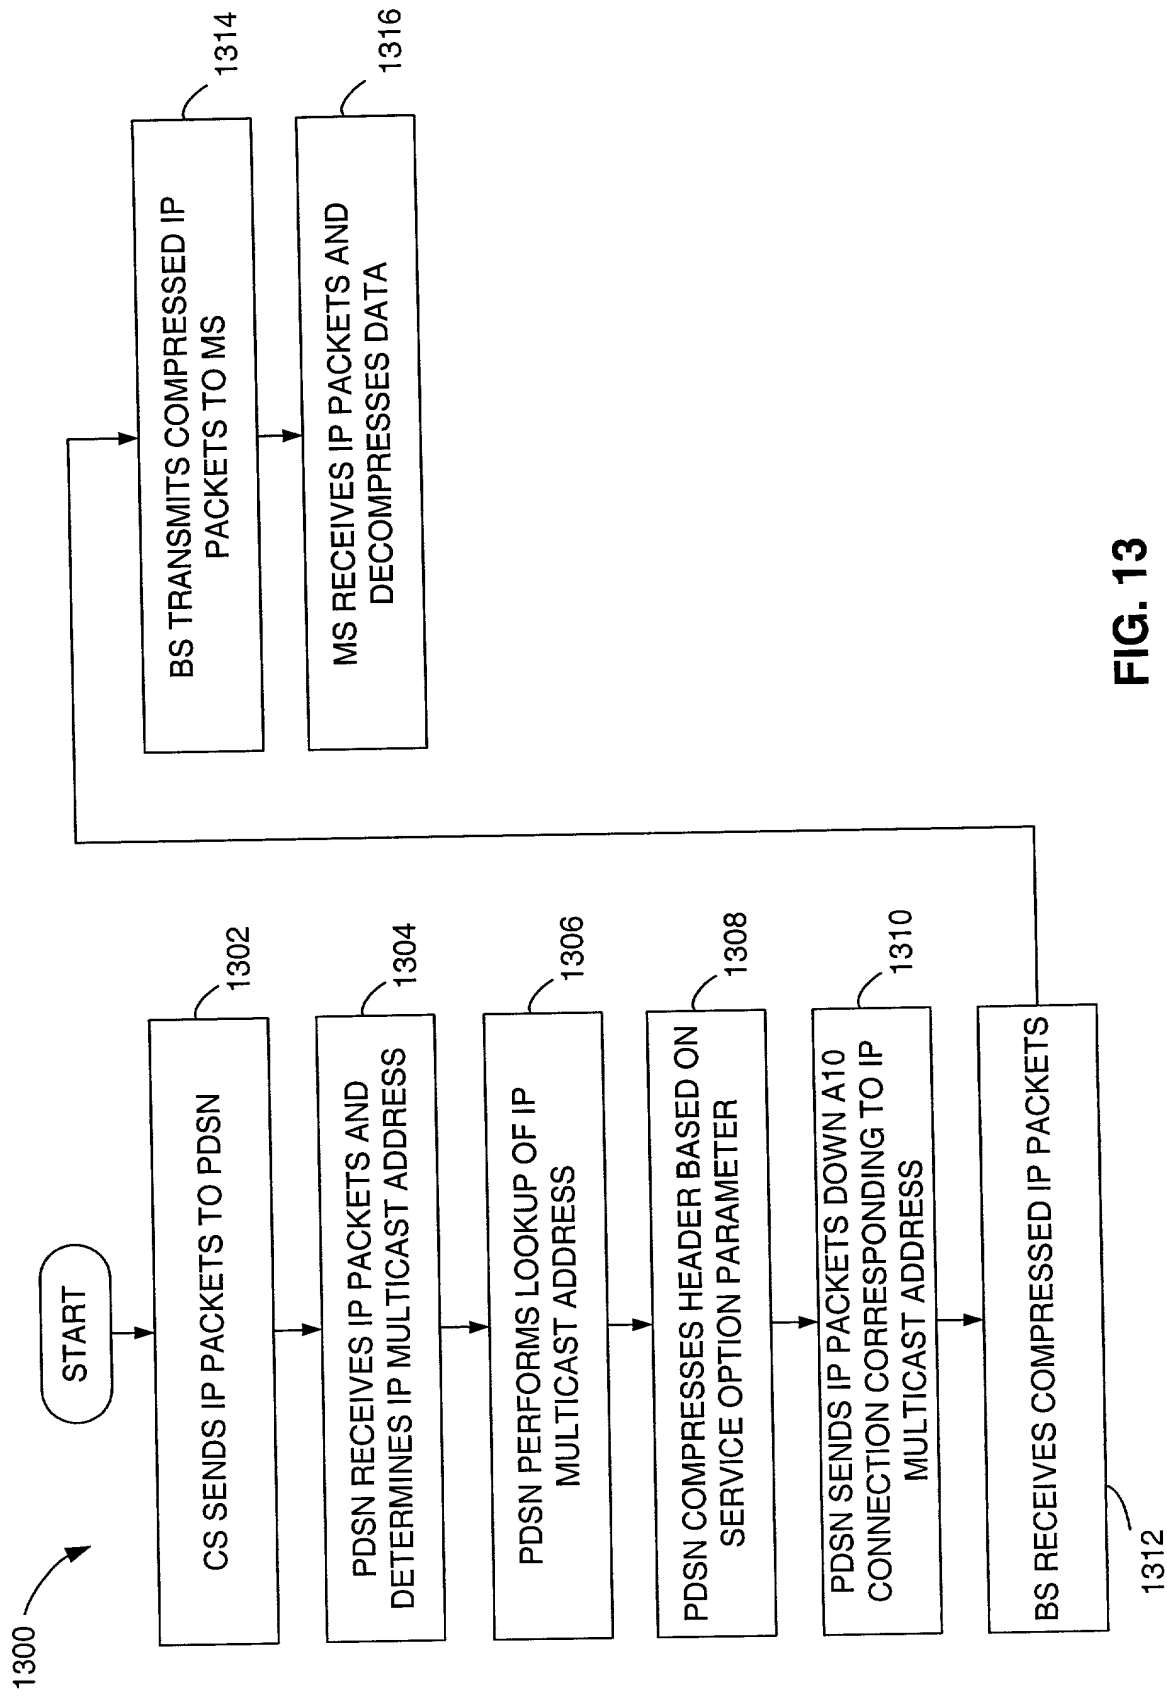 1300
START
CS SENDS IP PACKETS TO PDSN
1302
PDSN RECEIVES IP PACKETS AND
DETERMINES IP MULTICAST ADDRESS
1304
PDSN PERFORMS LOOKUP OF IP
MULTICAST ADDRESS
1306
PDSN COMPRESSES HEADER BASED ON
SERVICE OPTION PARAMETER
1308
PDSN SENDS IP PACKETS DOWN A10
CONNECTION CORRESPONDING TO IP
MULTICAST ADDRESS
1310
BS RECEIVES COMPRESSED IP PACKETS
1312
BS TRANSMITS COMPRESSED IP
PACKETS TO MS
1314
MS RECEIVES IP PACKETS AND
DECOMPRESSES DATA
1316
FIG. 13